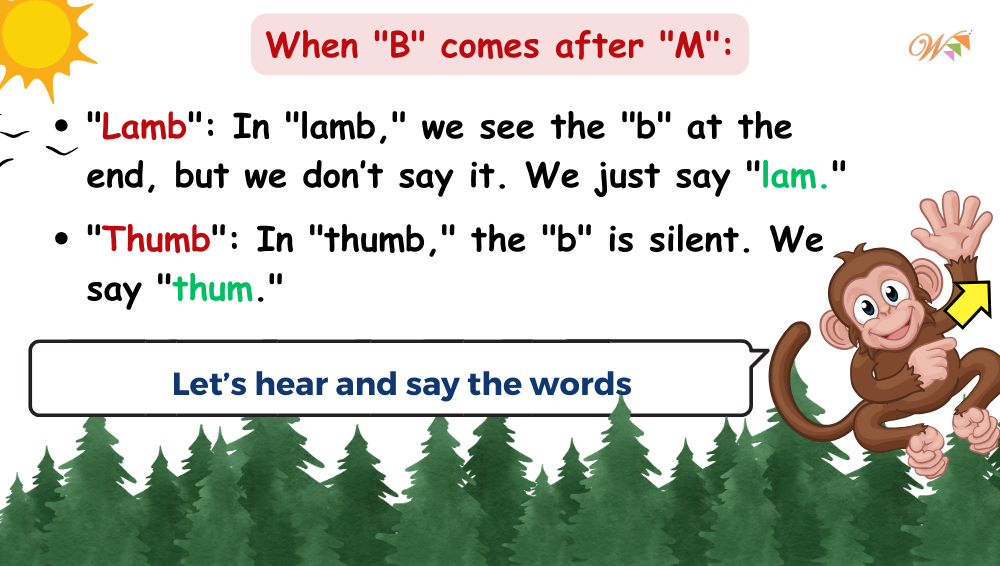 When "B" comes after "M":
W
• "Lamb": In "lamb," we see the "b" at the
end, but we don't say it. We just say "lam."
• "Thumb": In "thumb," the "b" is silent. We
say "thum."
Let's hear and say the words